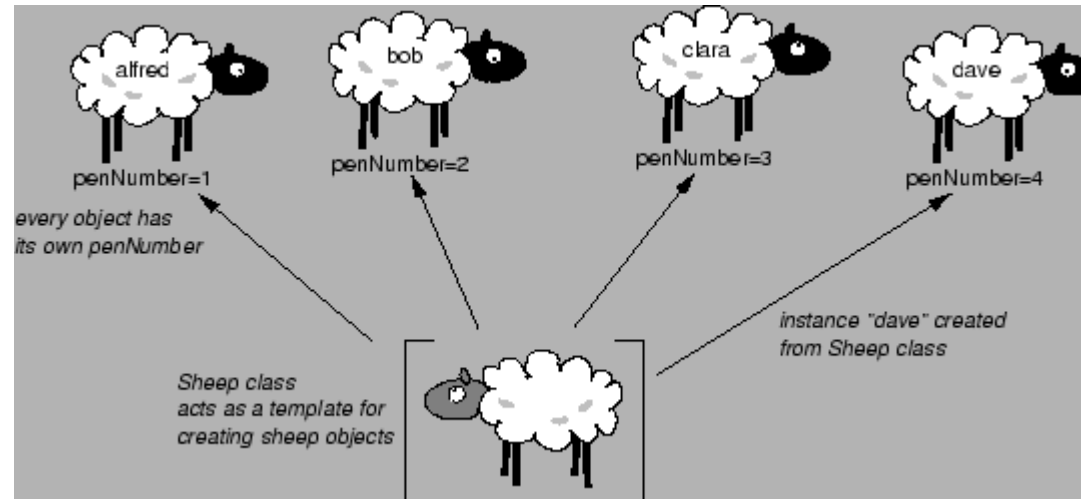 alfred
bob
clara
dave
penNumber=1
penNumber=2
penNumber=3
penNumber=4
every object has
its own penNumber
instance "dave" created
from Sheep class
Sheep class
acts as a template for
creating sheep objects